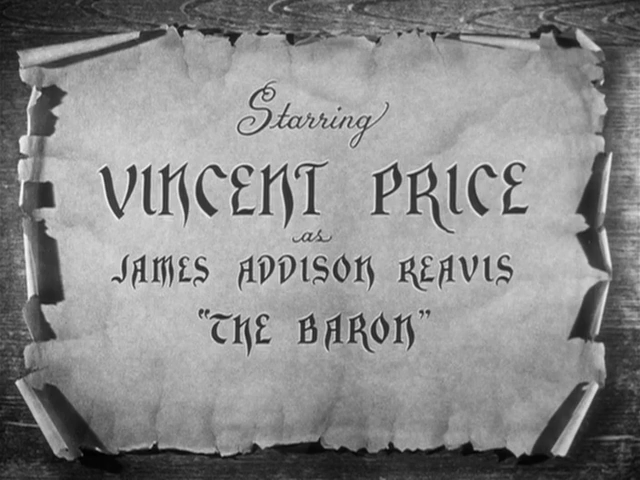 Starring
VINCENT PRICE
as
JAMES ADDISON REAVIS
"THE BARON"